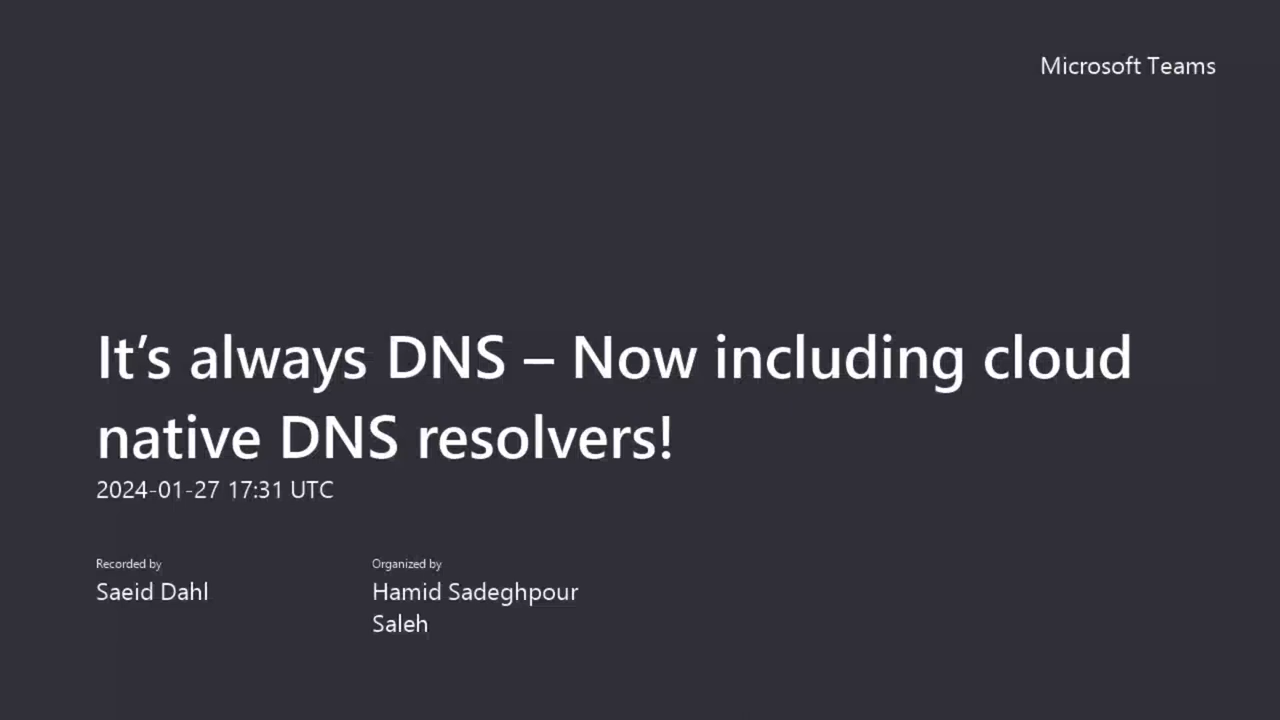 Microsoft Teams
It’s always DNS – Now including cloud
native DNS resolvers!
2024-01-27 17:31 UTC
Recorded by
Saeid Dahl
Organized by
Hamid Sadeghpour
Saleh